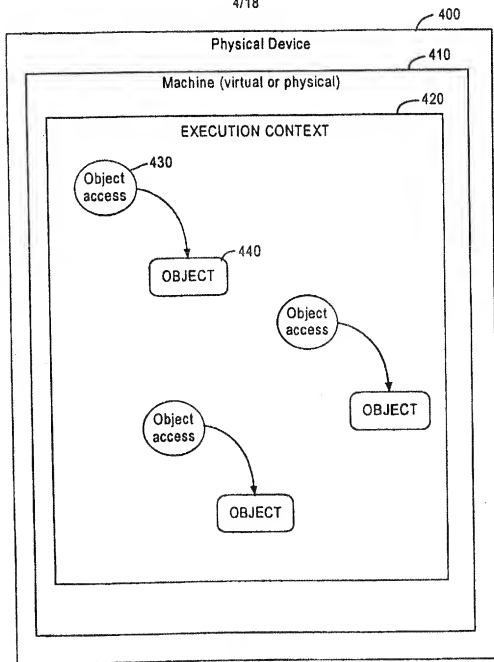 4/18
400
Physical Device
410
Machine (virtual or physical)
420
EXECUTION CONTEXT
430
Object
access
440
OBJECT
Object
access
OBJECT
Object
access
OBJECT